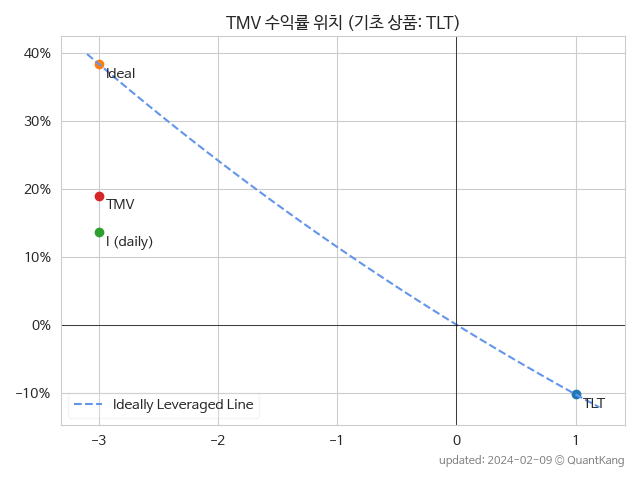 TMV 수익률 위치 (기초 상품: TLT)
40%
30%
20%
10%
0%
−10%
Ideal
TMV
I (daily)
TLT
Ideally Leveraged Line
−3
−2
−1
0
1
updated: 2024-02-09 © QuantKang